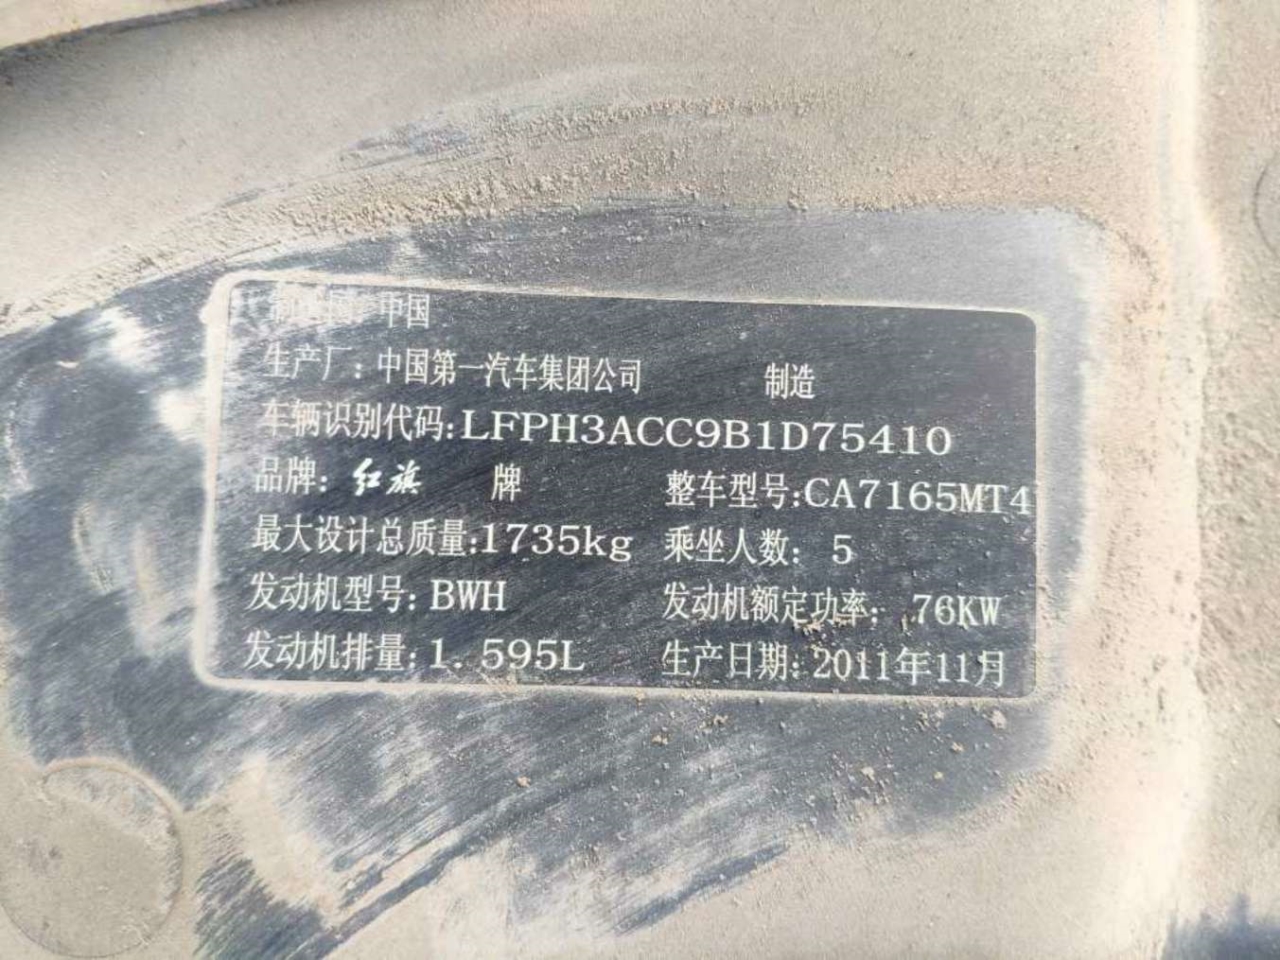 制造国：中国
生产厂：中国第一汽车集团公司 制造
车辆识别代码:LFPH3ACC9B1D75410
品牌：红旗 牌 整车型号:CA7165MT4
最大设计总质量:1735kg 乘坐人数：5
发动机型号：BWH 发动机额定功率：76KW
发动机排量:1. 595L 生产日期:2011年11月